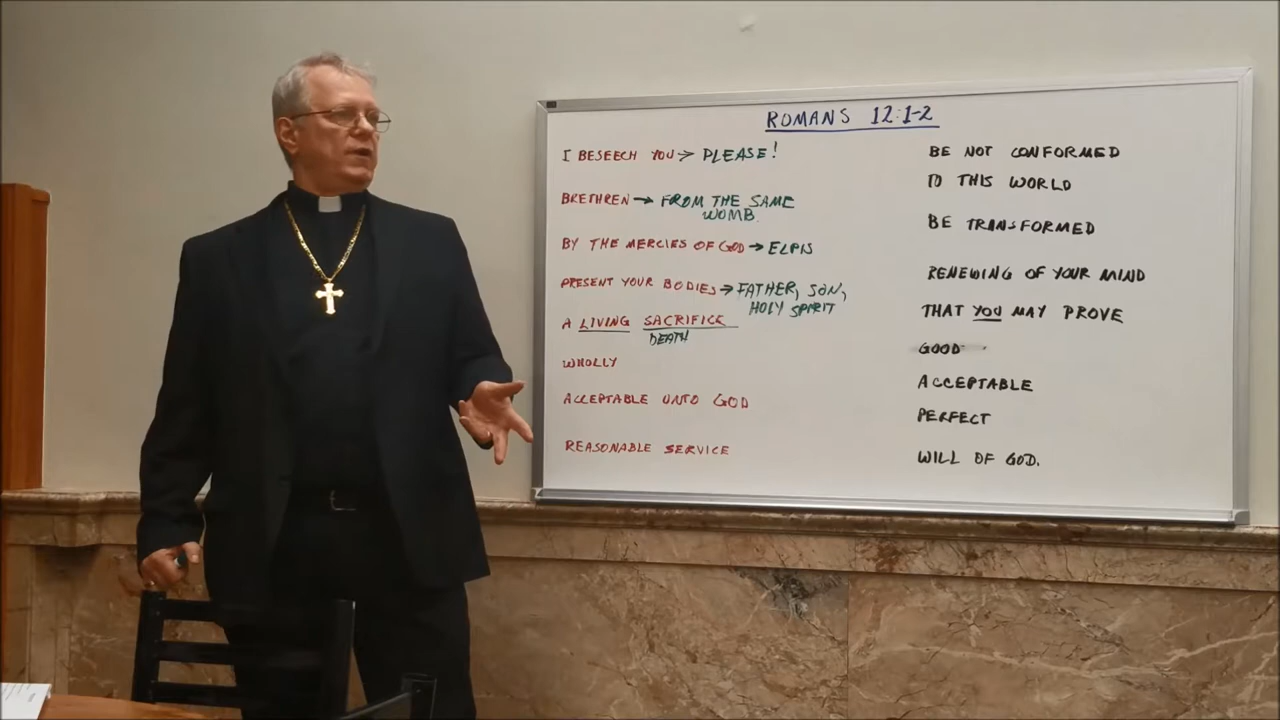 ROMANS 12:1-2
I BESEECH YOU → PLEASE!
BRETHREN → FROM THE SAME
WOMB.
BY THE MERCIES OF GOD → ELPIS
PRESENT YOUR BODIES → FATHER, SON,
HOLY SPIRIT
A LIVING SACRIFICE
DEATH
WHOLLY
ACCEPTABLE UNTO GOD
REASONABLE SERVICE
BE NOT CONFORMED
TO THIS WORLD
BE TRANSFORMED
RENEWING OF YOUR MIND
THAT YOU MAY PROVE
GOOD
ACCEPTABLE
PERFECT
WILL OF GOD.